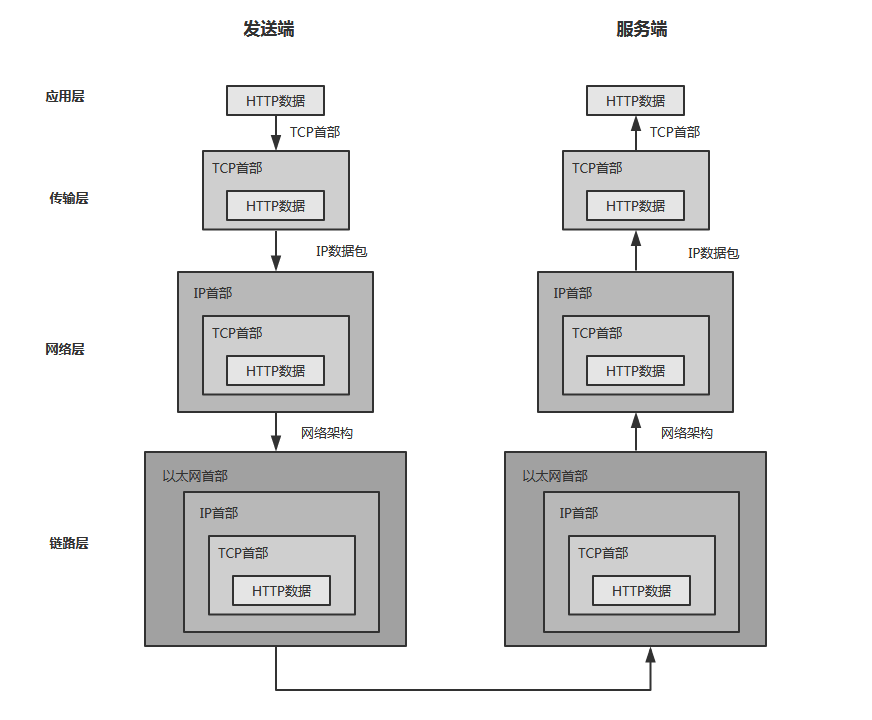 发送端 服务端
应用层 HTTP数据 HTTP数据
TCP首部 TCP首部
TCP首部 TCP首部
传输层 HTTP数据 HTTP数据
IP数据包 IP数据包
IP首部 IP首部
TCP首部 TCP首部
网络层 HTTP数据 HTTP数据
网络架构 网络架构
以太网首部 以太网首部
IP首部 IP首部
链路层 TCP首部 TCP首部
HTTP数据 HTTP数据